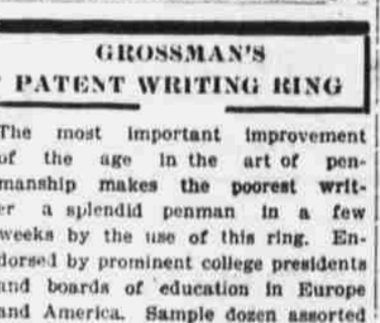 GROSSMAN'S
PATENT WRITING RING
The most important improvement
of the age in the art of pen-
manship makes the poorest writ-
er a splendid penman in a few
weeks by the use of this ring. En-
dorsed by prominent college presidents
and boards of education in Europe
and America. Sample dozen assorted